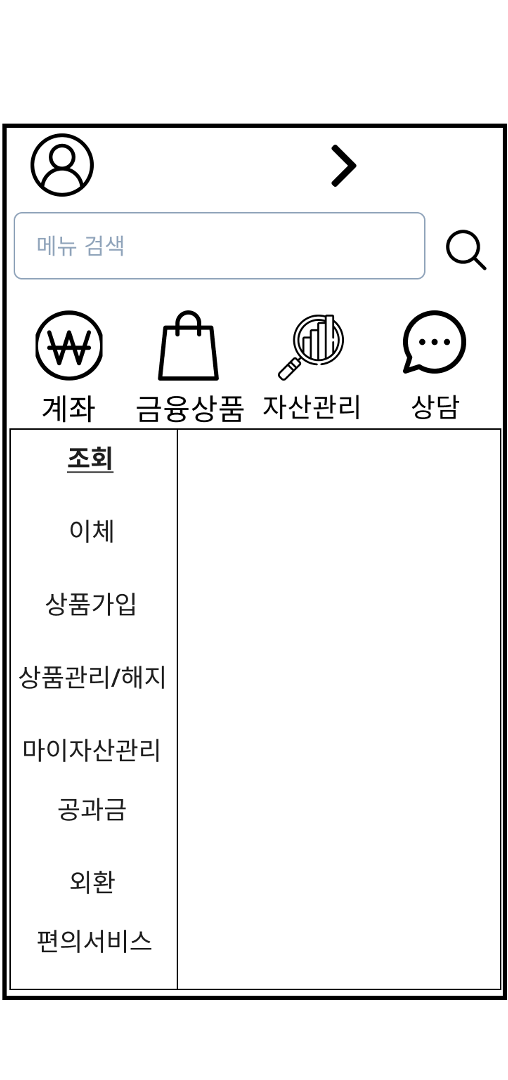 메뉴 검색
계좌 금융상품 자산관리 상담
조회
이체
상품가입
상품관리/해지
마이자산관리
공과금
외환
편의서비스